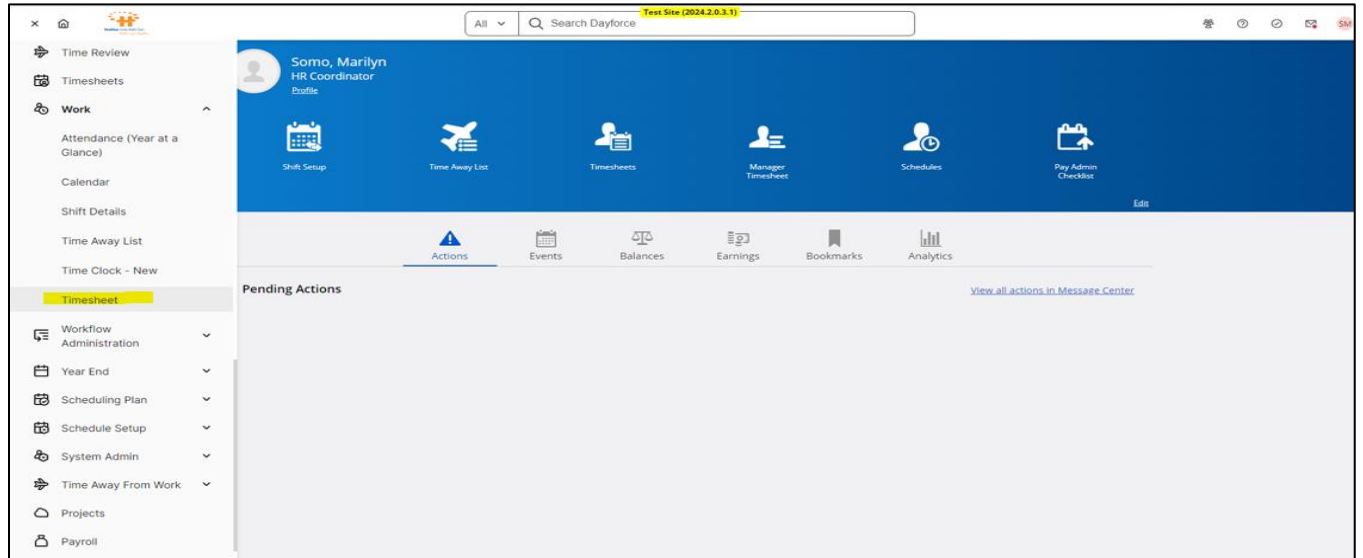 Test Site (2024.2.0.3.1)
All
Search Dayforce
SM
Time Review
Timesheets
Work
Attendance (Year at a
Glance)
Calendar
Shift Details
Time Away List
Time Clock - New
Timesheet
Workflow
Administration
Year End
Scheduling Plan
Schedule Setup
System Admin
Time Away From Work
Projects
Payroll
Somo, Marilyn
HR Coordinator
Profile
Shift Setup
Time Away List
Timesheets
Manager
Timesheet
Schedules
Pay Admin
Checklist
Edit
Actions
Events
Balances
Earnings
Bookmarks
Analytics
Pending Actions
View all actions in Message Center